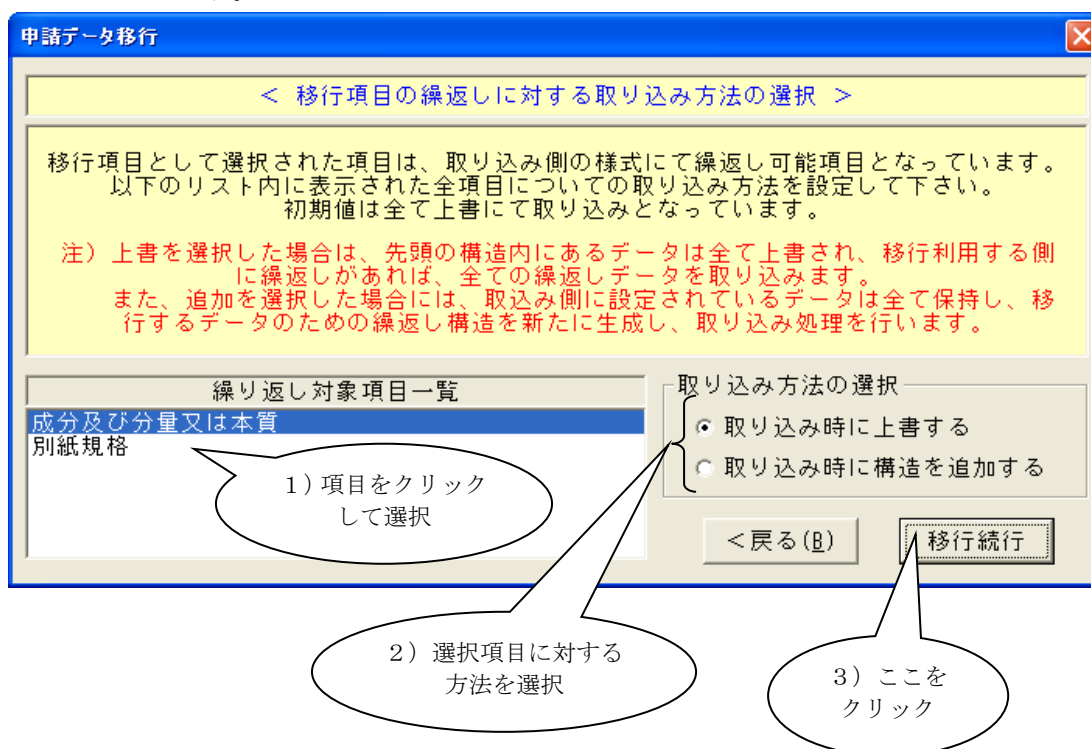 申請データ移行
< 移行項目の繰返しに対する取り込み方法の選択 >
移行項目として選択された項目は、取り込み側の様式にて繰返し可能項目となっています。
以下のリスト内に表示された全項目についての取り込み方法を設定して下さい。
初期値は全て上書にて取り込みとなっています。
注）上書を選択した場合は、先頭の構造内にあるデータは全て上書され、移行利用する側
に繰返しがあれば、全ての繰返しデータを取り込みます。
また、追加を選択した場合には、取込み側に設定されているデータは全て保持し、移
行するデータのための繰返し構造を新たに生成し、取り込み処理を行います。
繰り返し対象項目一覧
成分及び分量又は本質
別紙規格
取り込み方法の選択
取り込み時に上書する
取り込み時に構造を追加する
1）項目をクリック
して選択
<戻る(B)
移行続行
２）選択項目に対する
方法を選択
３）ここを
クリック